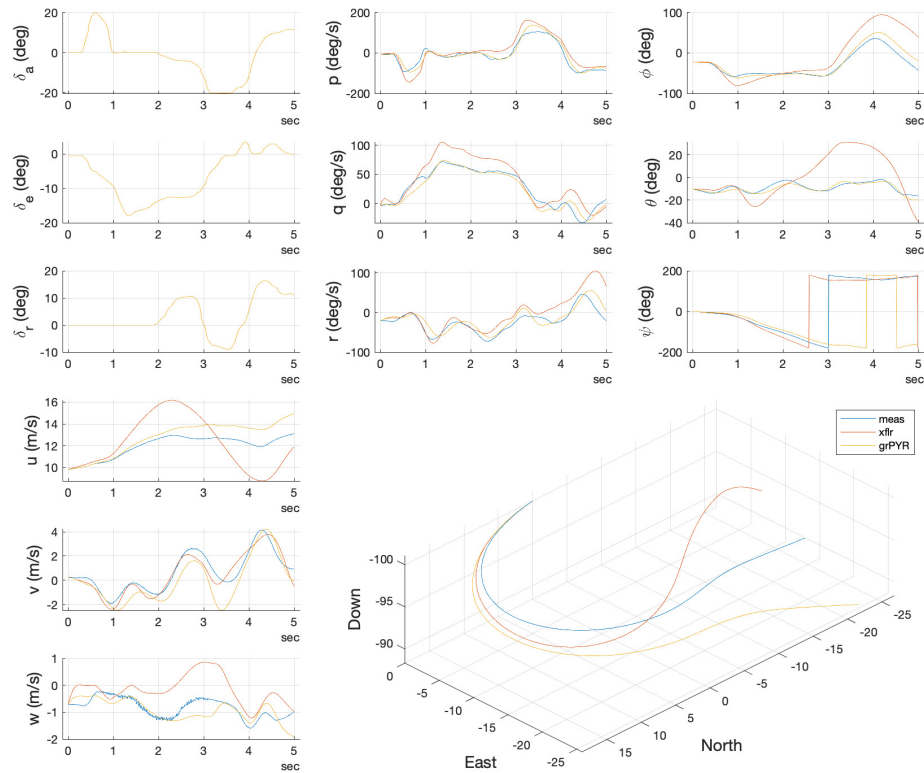 δa (deg)
20
0
-20
0 1 2 3 4 5
sec
p (deg/s)
200
0
-200
0 1 2 3 4 5
sec
ϕ (deg)
100
0
-100
0 1 2 3 4 5
sec
δe (deg)
0
-10
-20
0 1 2 3 4 5
sec
q (deg/s)
100
50
0
0 1 2 3 4 5
sec
θ (deg)
20
0
-20
-40
0 1 2 3 4 5
sec
δr (deg)
20
10
0
-10
0 1 2 3 4 5
sec
r (deg/s)
100
0
-100
0 1 2 3 4 5
sec
ψ (deg)
200
0
-200
0 1 2 3 4 5
sec
u (m/s)
16
14
12
10
0 1 2 3 4 5
sec
v (m/s)
4
2
0
-2
0 1 2 3 4 5
sec
w (m/s)
1
0
-1
-2
0 1 2 3 4 5
sec
meas
xflr
grPYR
Down
-100
-95
-90
East
0 -5 -10 -15 -20 -25
North
15 10 5 0 -5 -10 -15 -20 -25